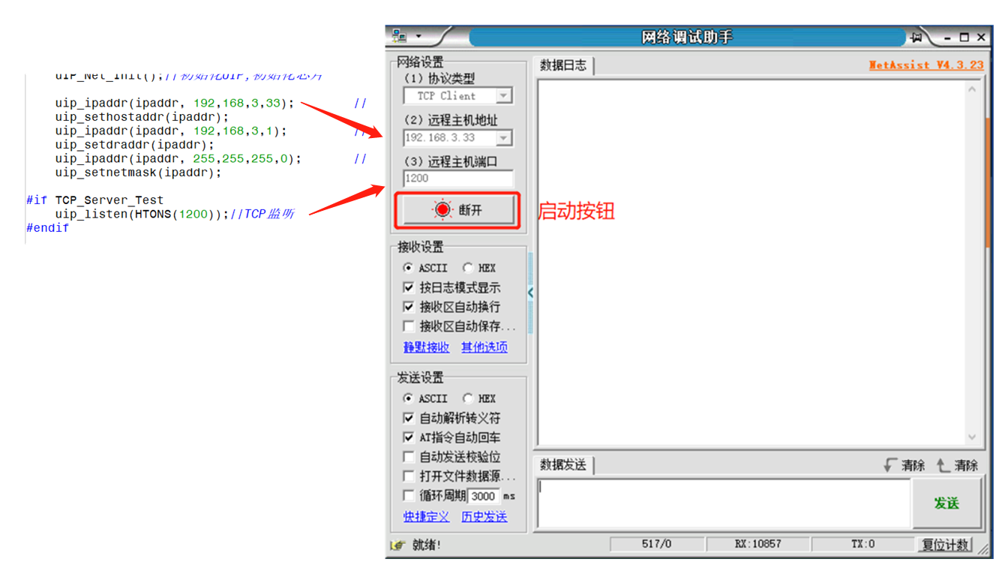 uIP_Net_Init();//初始化UIP,初始化芯片
uip_ipaddr(ipaddr, 192,168,3,33); //
uip_sethostaddr(ipaddr);
uip_ipaddr(ipaddr, 192,168,3,1); //
uip_setdraddr(ipaddr);
uip_ipaddr(ipaddr, 255,255,255,0); //
uip_setnetmask(ipaddr);
#if TCP_Server_Test
uip_listen(HTONS(1200));//TCP监听
#endif
网络调试助手
网络设置
(1) 协议类型
TCP Client
(2) 远程主机地址
192.168.3.33
(3) 远程主机端口
1200
断开
启动按钮
接收设置
ASCII HEX
按日志模式显示
接收区自动换行
接收区自动保存...
静默接收 其他选项
发送设置
ASCII HEX
自动解析转义符
AT指令自动回车
自动发送校验位
打开文件数据源...
循环周期 3000 ms
快捷定义 历史发送
数据日志
NetAssist V4.3.23
数据发送
清除 清除
发送
就绪!
517/0
RX:10857
TX:0
复位计数